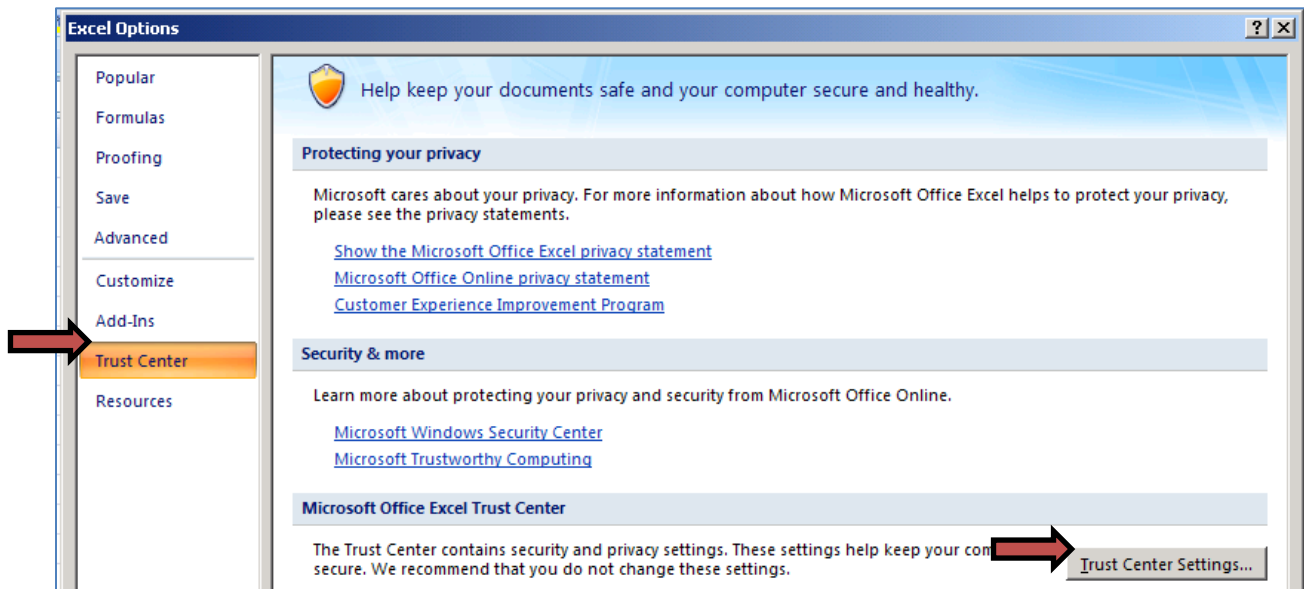 Excel Options
Popular
Formulas
Proofing
Save
Advanced
Customize
Add-Ins
Trust Center
Resources
Help keep your documents safe and your computer secure and healthy.
Protecting your privacy
Microsoft cares about your privacy. For more information about how Microsoft Office Excel helps to protect your privacy,
please see the privacy statements.
Show the Microsoft Office Excel privacy statement
Microsoft Office Online privacy statement
Customer Experience Improvement Program
Security & more
Learn more about protecting your privacy and security from Microsoft Office Online.
Microsoft Windows Security Center
Microsoft Trustworthy Computing
Microsoft Office Excel Trust Center
The Trust Center contains security and privacy settings. These settings help keep your
secure. We recommend that you do not change these settings.
Trust Center Settings...